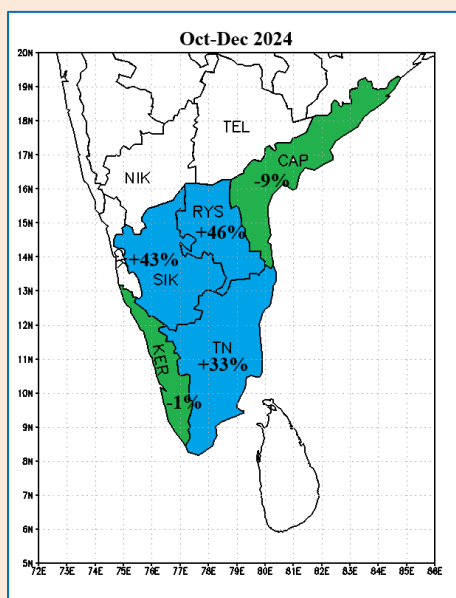 Oct-Dec 2024
20N
19N
18N
17N
16N
15N
14N
13N
12N
11N
10N
9N
8N
7N
6N
5N
TEL
CAP
-9%
NIK
RYS
+46%
+43%
SIK
TN
+33%
KER
-1%
72E 73E 74E 75E 76E 77E 78E 79E 80E 81E 82E 83E 84E 85E 86E